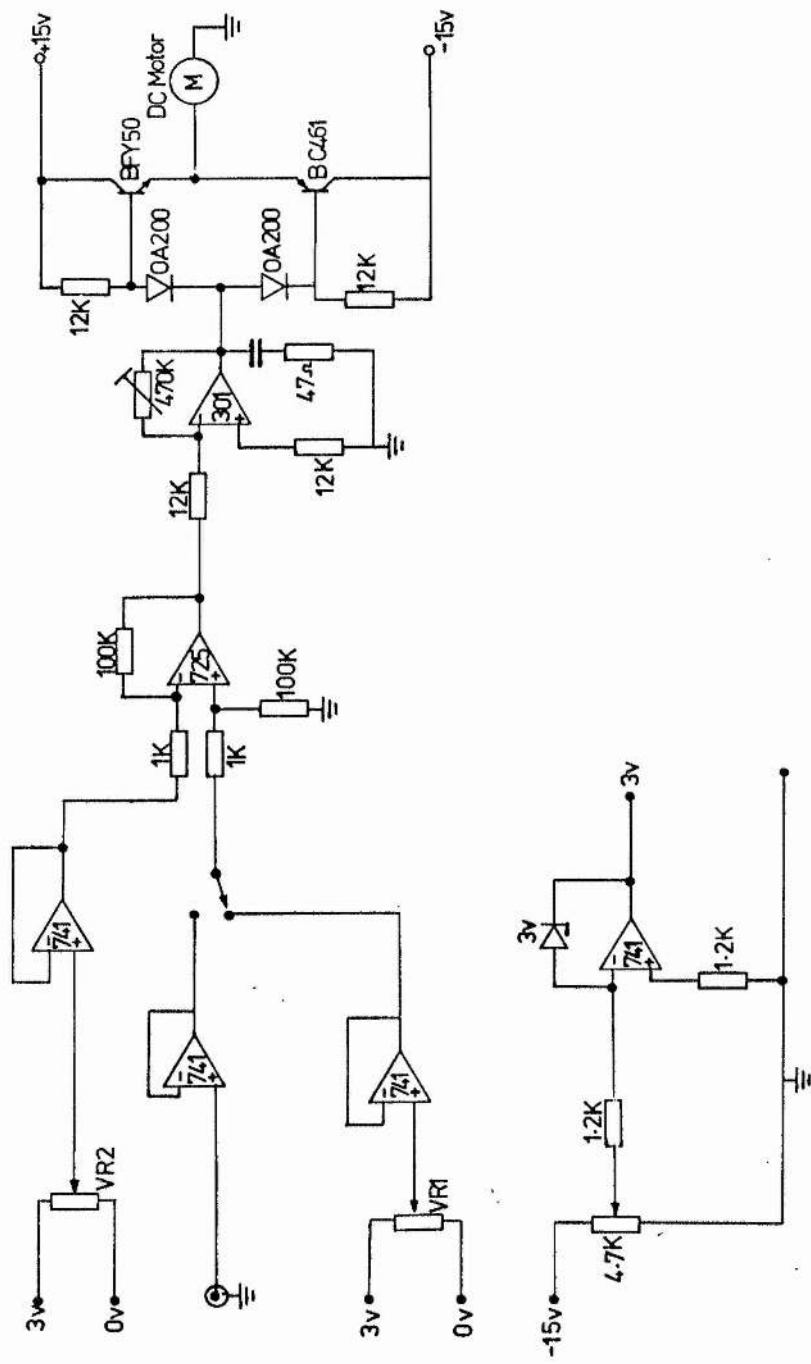 +15v
12K
BFY50
DC Motor
M
OA200
OA200
BC461
12K
-15v
470K
301
- +
47Ω
12K
12K
100K
725
- +
100K
1K
1K
741
- +
3v
VR2
0v
741
- +
741
- +
3v
VR1
0v
3v
3v
741
- +
1·2K
1·2K
4·7K
-15v